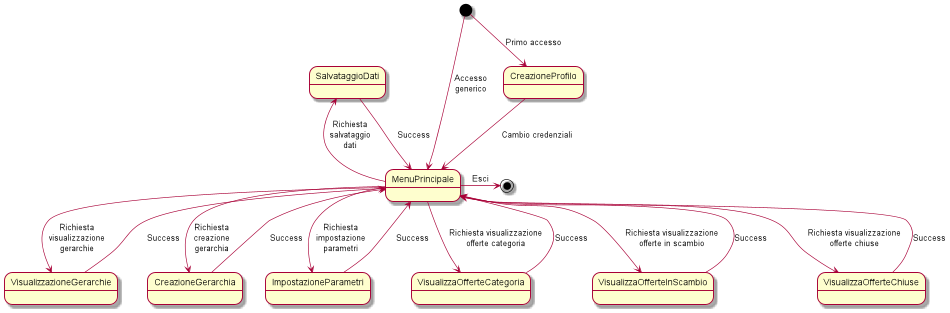 Primo accesso
SalvataggioDati
Accesso
generico
CreazioneProfilo
Richiesta
salvataggio
dati
Success
Cambio credenziali
MenuPrincipale
Esci
Richiesta
visualizzazione
gerarchie
Success
Richiesta
creazione
gerarchia
Success
Richiesta
impostazione
parametri
Success
Richiesta visualizzazione
offerte categoria
Success
Richiesta visualizzazione
offerte in scambio
Success
Richiesta visualizzazione
offerte chiuse
Success
VisualizzazioneGerarchie
CreazioneGerarchia
ImpostazioneParametri
VisualizzaOfferteCategoria
VisualizzaOfferteInScambio
VisualizzaOfferteChiuse